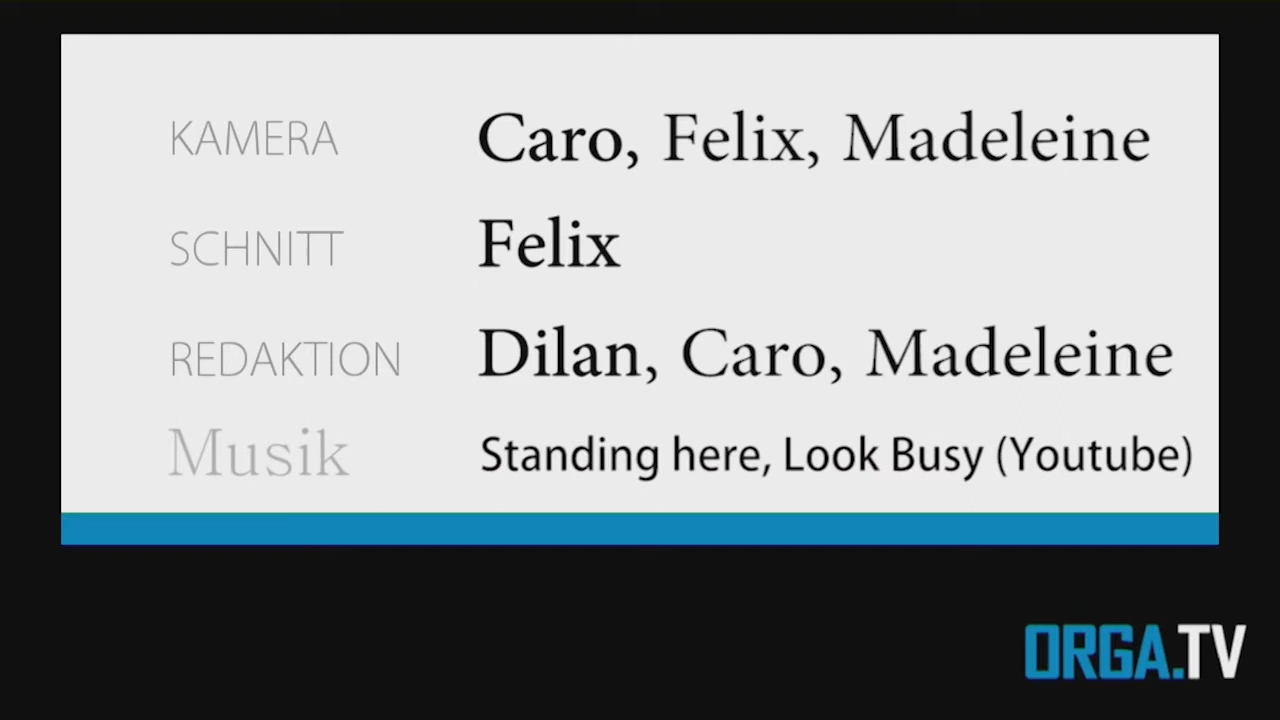 KAMERA Caro, Felix, Madeleine
SCHNITT Felix
REDAKTION Dilan, Caro, Madeleine
Musik Standing here, Look Busy (Youtube)
ORGA.TV